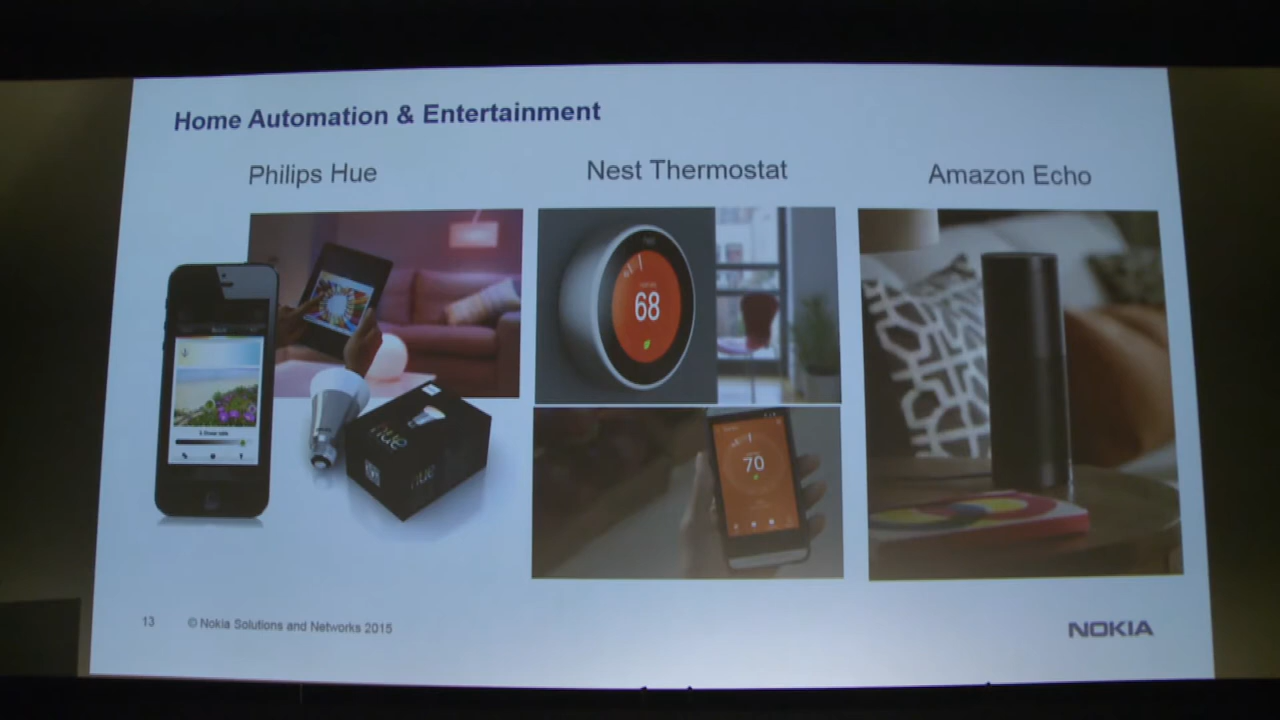 Home Automation & Entertainment
Philips Hue
Nest Thermostat
Amazon Echo
68
70
hue
hue
13
© Nokia Solutions and Networks 2015
NOKIA